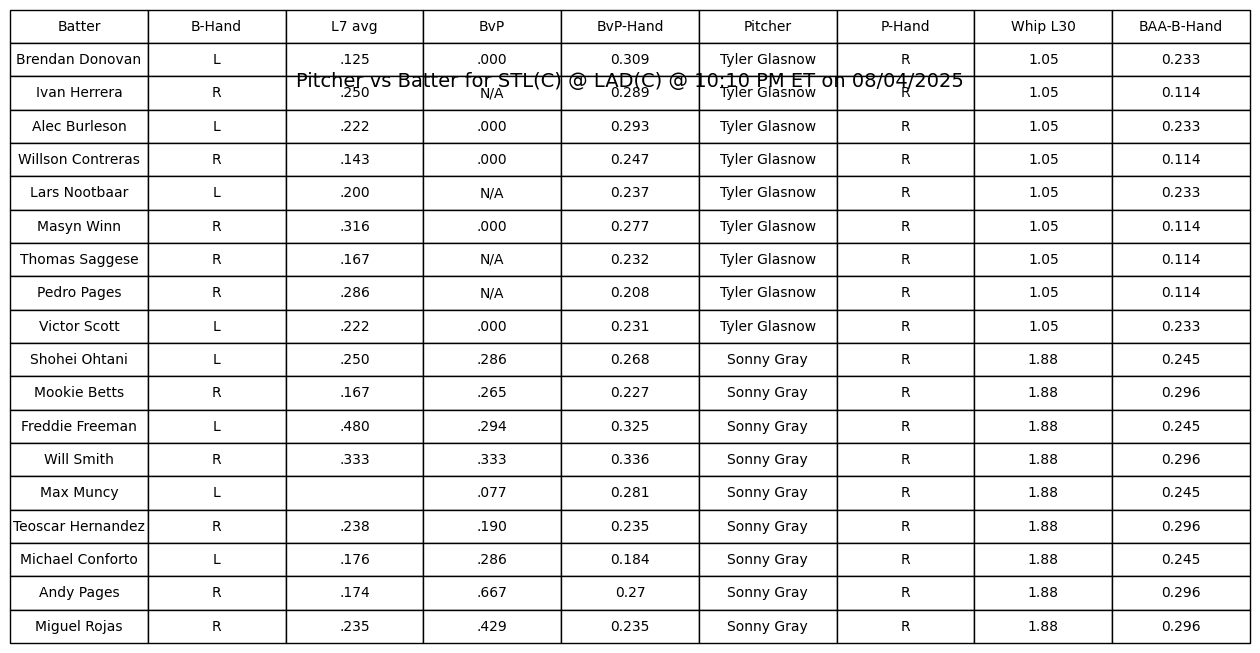 Batter B-Hand L7 avg BvP BvP-Hand Pitcher P-Hand Whip L30 BAA-B-Hand
Brendan Donovan L .125 .000 0.309 Tyler Glasnow R 1.05 0.233
Pitcher vs Batter for STL(C) @ LAD(C) @ 10:10 PM ET on 08/04/2025
Ivan Herrera R .250 N/A 0.289 Tyler Glasnow R 1.05 0.114
Alec Burleson L .222 .000 0.293 Tyler Glasnow R 1.05 0.233
Willson Contreras R .143 .000 0.247 Tyler Glasnow R 1.05 0.114
Lars Nootbaar L .200 N/A 0.237 Tyler Glasnow R 1.05 0.233
Masyn Winn R .316 .000 0.277 Tyler Glasnow R 1.05 0.114
Thomas Saggese R .167 N/A 0.232 Tyler Glasnow R 1.05 0.114
Pedro Pages R .286 N/A 0.208 Tyler Glasnow R 1.05 0.114
Victor Scott L .222 .000 0.231 Tyler Glasnow R 1.05 0.233
Shohei Ohtani L .250 .286 0.268 Sonny Gray R 1.88 0.245
Mookie Betts R .167 .265 0.227 Sonny Gray R 1.88 0.296
Freddie Freeman L .480 .294 0.325 Sonny Gray R 1.88 0.245
Will Smith R .333 .333 0.336 Sonny Gray R 1.88 0.296
Max Muncy L .077 0.281 Sonny Gray R 1.88 0.245
Teoscar Hernandez R .238 .190 0.235 Sonny Gray R 1.88 0.296
Michael Conforto L .176 .286 0.184 Sonny Gray R 1.88 0.245
Andy Pages R .174 .667 0.27 Sonny Gray R 1.88 0.296
Miguel Rojas R .235 .429 0.235 Sonny Gray R 1.88 0.296